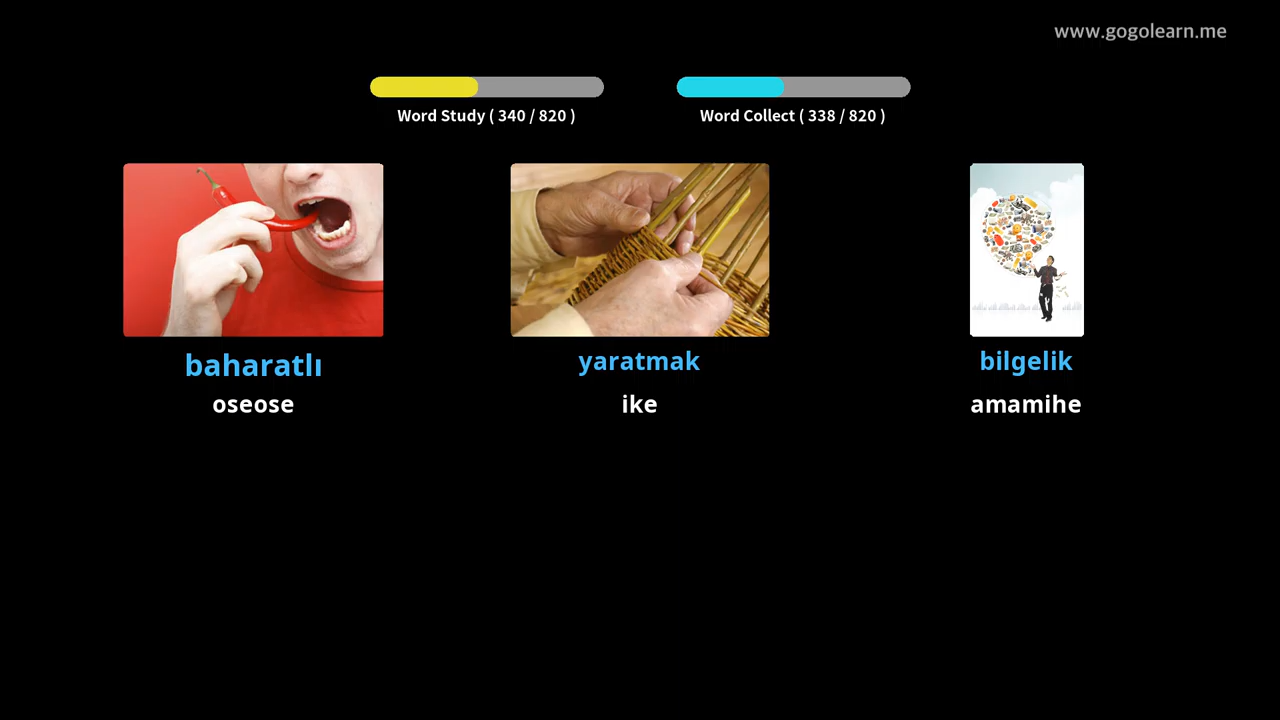 www.gogolearn.me
Word Study ( 340 / 820 )
Word Collect ( 338 / 820 )
baharatlı
yaratmak
bilgelik
oseose
ike
amamihe